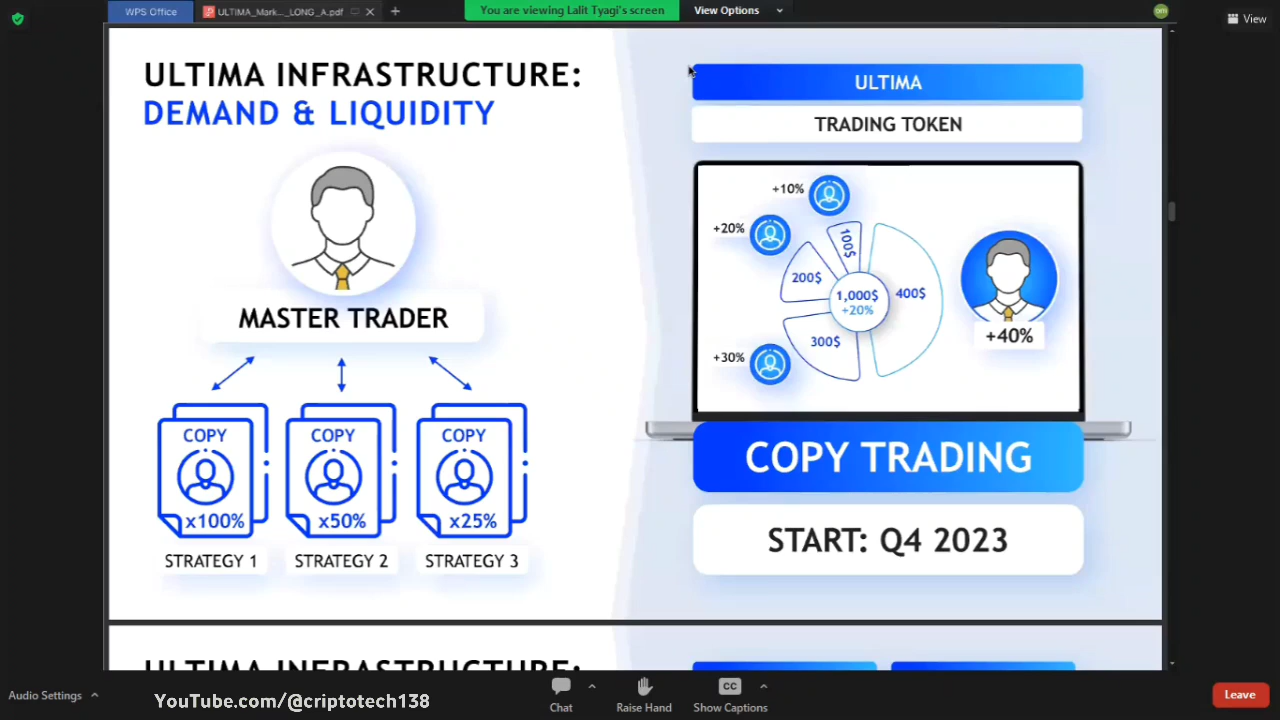 WPS Office
ULTIMA_Mark..._LONG_A.pdf
You are viewing Lalit Tyagi's screen
View Options
View
ULTIMA INFRASTRUCTURE:
DEMAND & LIQUIDITY
MASTER TRADER
COPY
x100%
STRATEGY 1
COPY
x50%
STRATEGY 2
COPY
x25%
STRATEGY 3
ULTIMA
TRADING TOKEN
+10%
+20%
100$
200$
1,000$
+20%
400$
300$
+30%
+40%
COPY TRADING
START: Q4 2023
ULTIMA INFRASTRUCTURE:
Audio Settings
YouTube.com/@criptotech138
Chat
Raise Hand
CC
Show Captions
Leave